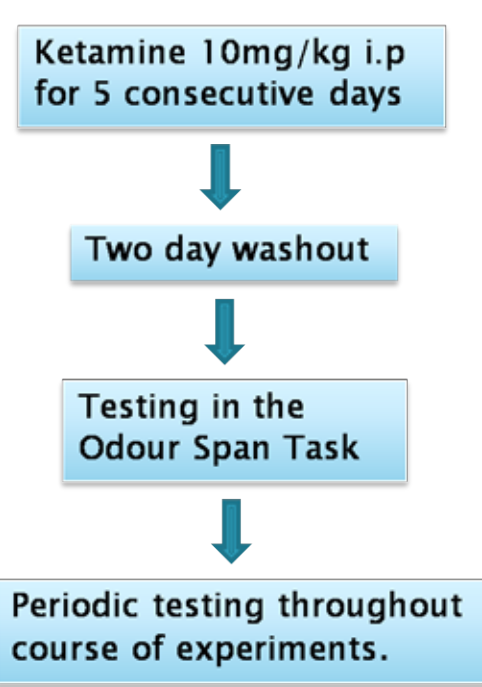 Ketamine 10mg/kg i.p
for 5 consecutive days
Two day washout
Testing in the
Odour Span Task
Periodic testing throughout
course of experiments.